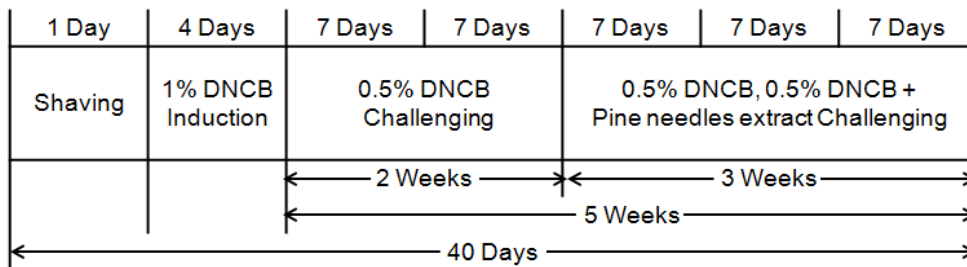 1 Day 4 Days 7 Days 7 Days 7 Days 7 Days 7 Days
Shaving
1% DNCB
Induction
0.5% DNCB
Challenging
0.5% DNCB, 0.5% DNCB +
Pine needles extract Challenging
2 Weeks 3 Weeks
5 Weeks
40 Days